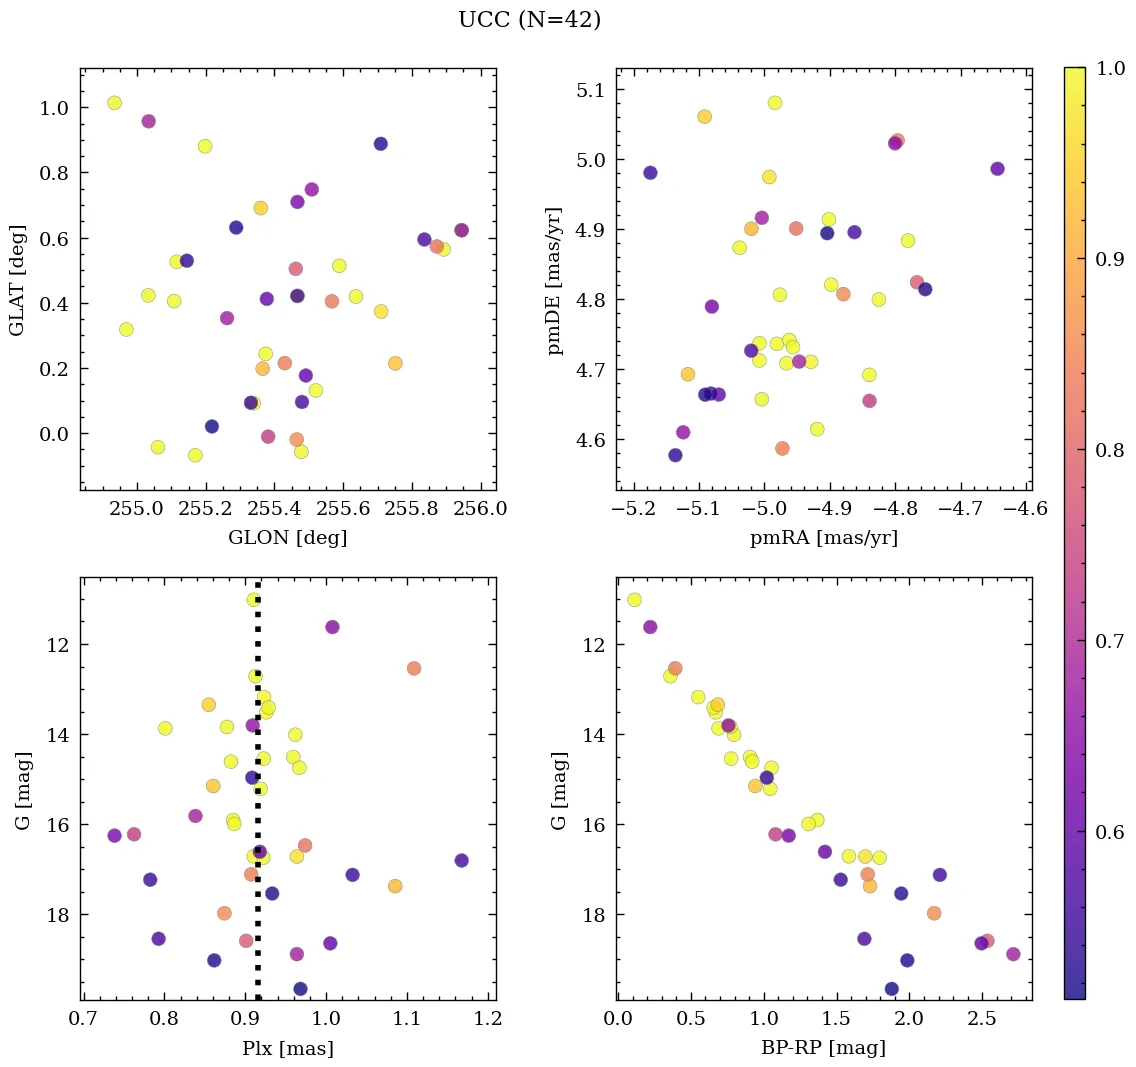 UCC (N=42)
1.0
0.8
0.6
0.4
0.2
0.0
GLAT [deg]
255.0 255.2 255.4 255.6 255.8 256.0
GLON [deg]
5.1
5.0
4.9
4.8
4.7
4.6
pmDE [mas/yr]
−5.2 −5.1 −5.0 −4.9 −4.8 −4.7 −4.6
pmRA [mas/yr]
12
14
16
18
G [mag]
0.7 0.8 0.9 1.0 1.1 1.2
Plx [mas]
12
14
16
18
G [mag]
0.0 0.5 1.0 1.5 2.0 2.5
BP-RP [mag]
1.0
0.9
0.8
0.7
0.6